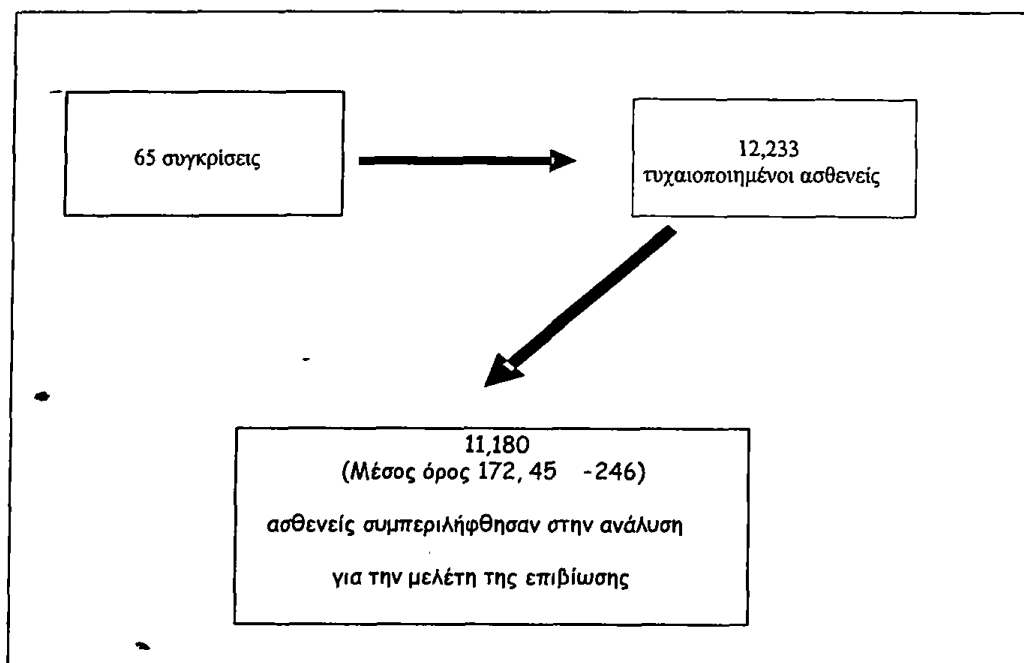 65 συγκρίσεις
12,233
τυχαιοποιημένοι ασθενείς
11,180
(Μέσος όρος 172, 45 -246)
ασθενείς συμπεριλήφθησαν στην ανάλυση
για την μελέτη της επιβίωσης